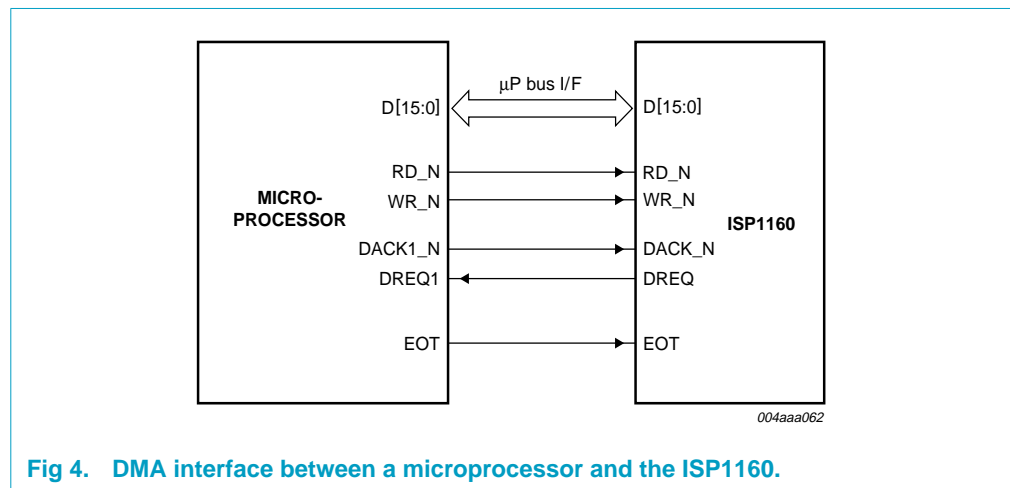 µP bus I/F
D[15:0]
D[15:0]
RD_N
RD_N
MICRO-
PROCESSOR
WR_N
WR_N
ISP1160
DACK1_N
DACK_N
DREQ1
DREQ
EOT
EOT
004aaa062
Fig 4. DMA interface between a microprocessor and the ISP1160.